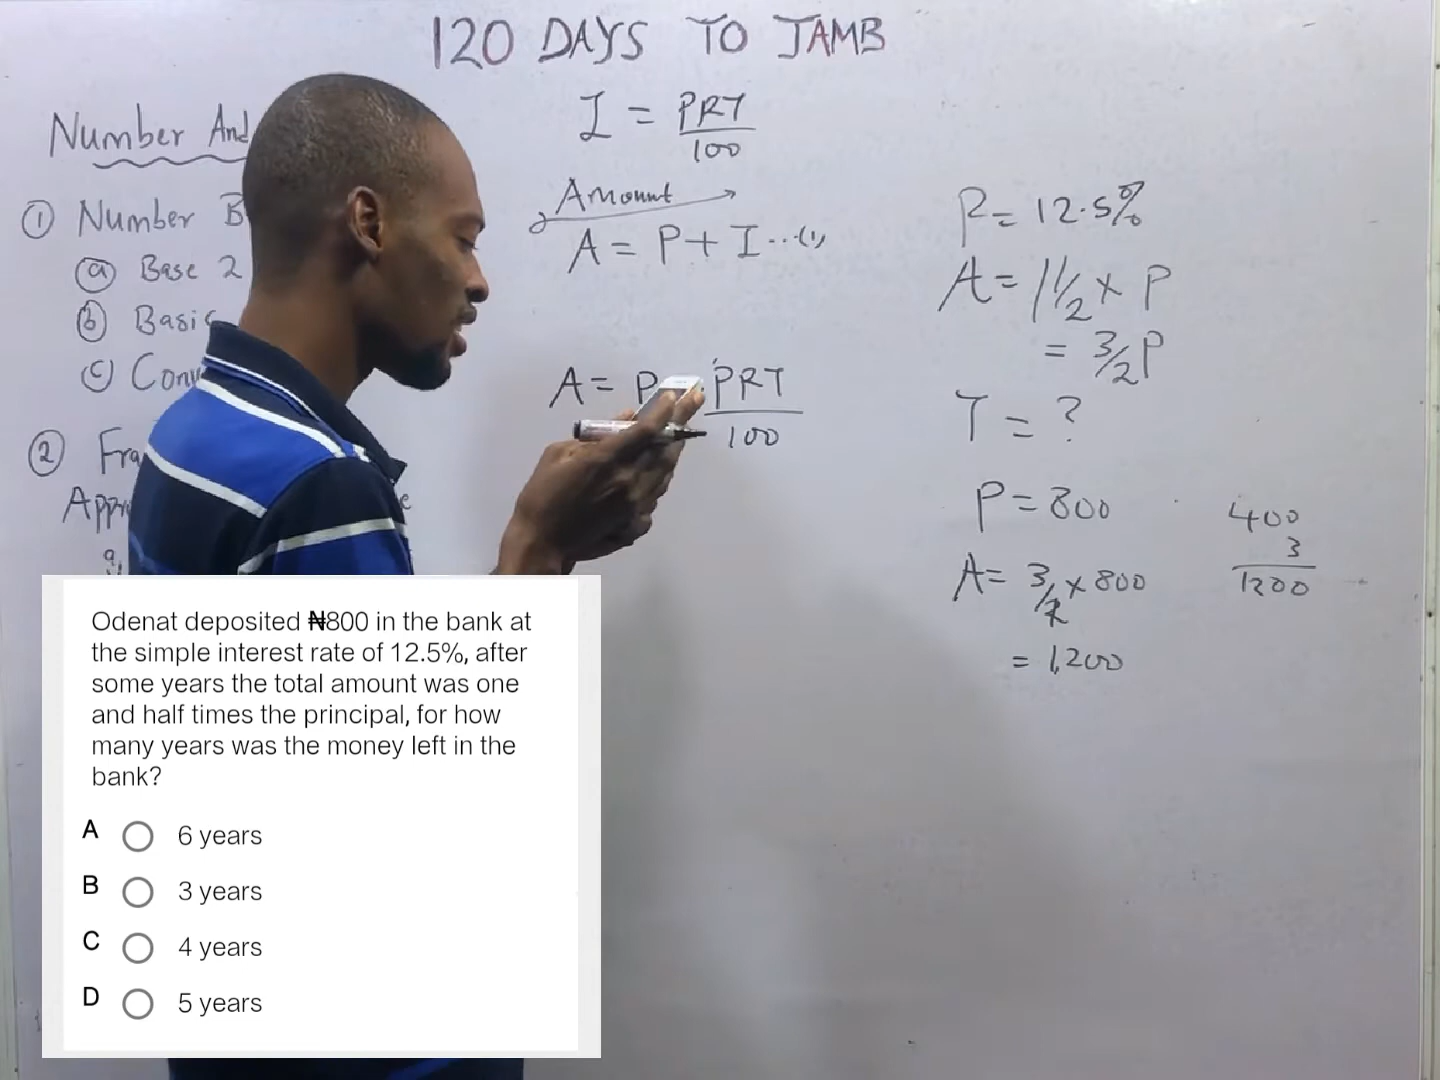 120 DAYS TO JAMB
Number And
① Number B
ⓐ Base 2
ⓑ Basic
ⓒ Conv
② Fra
App
a,
I = PRT
100
Amount
A = P + I ...(1)
A = P PRT
100
R = 12.5%
A = 1 1/2 x P
= 3/2 P
T = ?
P = 800
A = 3/2 x 800
= 1,200
400
3
1200
Odenat deposited ₦800 in the bank at
the simple interest rate of 12.5%, after
some years the total amount was one
and half times the principal, for how
many years was the money left in the
bank?
A 6 years
B 3 years
C 4 years
D 5 years